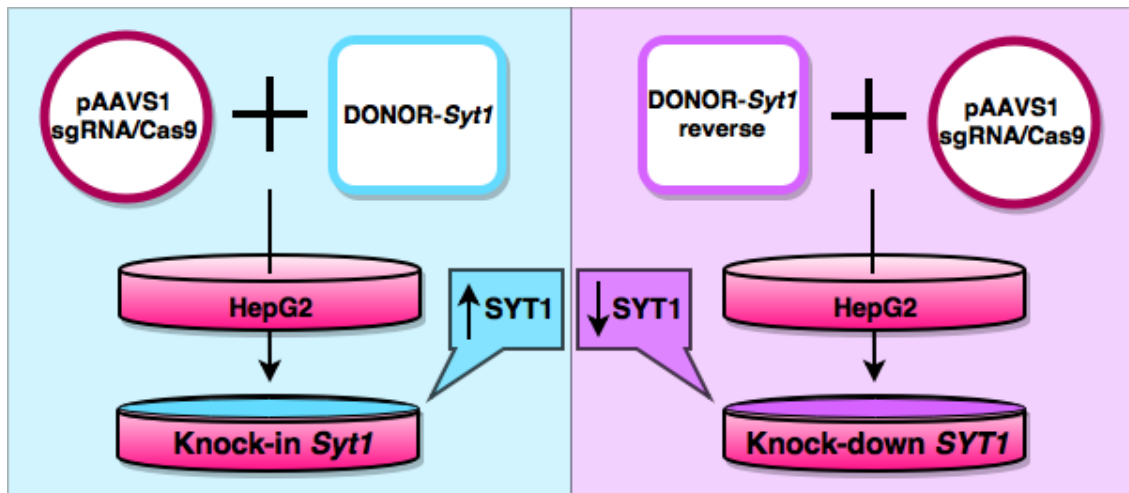 pAAVS1
sgRNA/Cas9
+
DONOR-Syt1
HepG2
↑ SYT1
Knock-in Syt1
DONOR-Syt1
reverse
+
pAAVS1
sgRNA/Cas9
↓ SYT1
HepG2
Knock-down SYT1